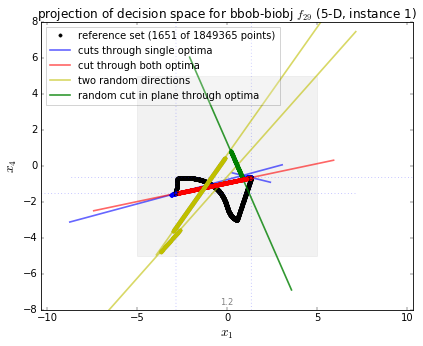 projection of decision space for bbob-biobj f₂₉ (5-D, instance 1)
reference set (1651 of 1849365 points)
cuts through single optima
cut through both optima
two random directions
random cut in plane through optima
8
6
4
2
0
−2
−4
−6
−8
x₄
1.2
−10
−5
0
5
10
x₁